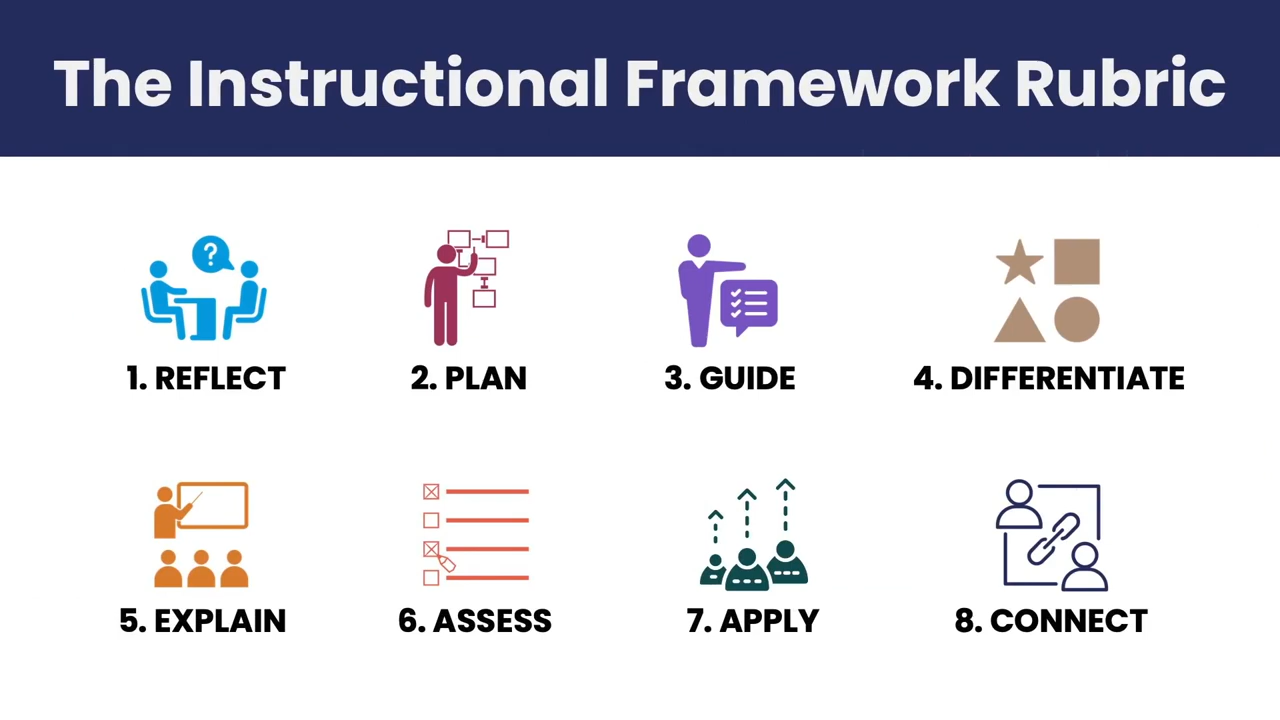 The Instructional Framework Rubric
?
1. REFLECT
2. PLAN
3. GUIDE
4. DIFFERENTIATE
5. EXPLAIN
6. ASSESS
7. APPLY
8. CONNECT